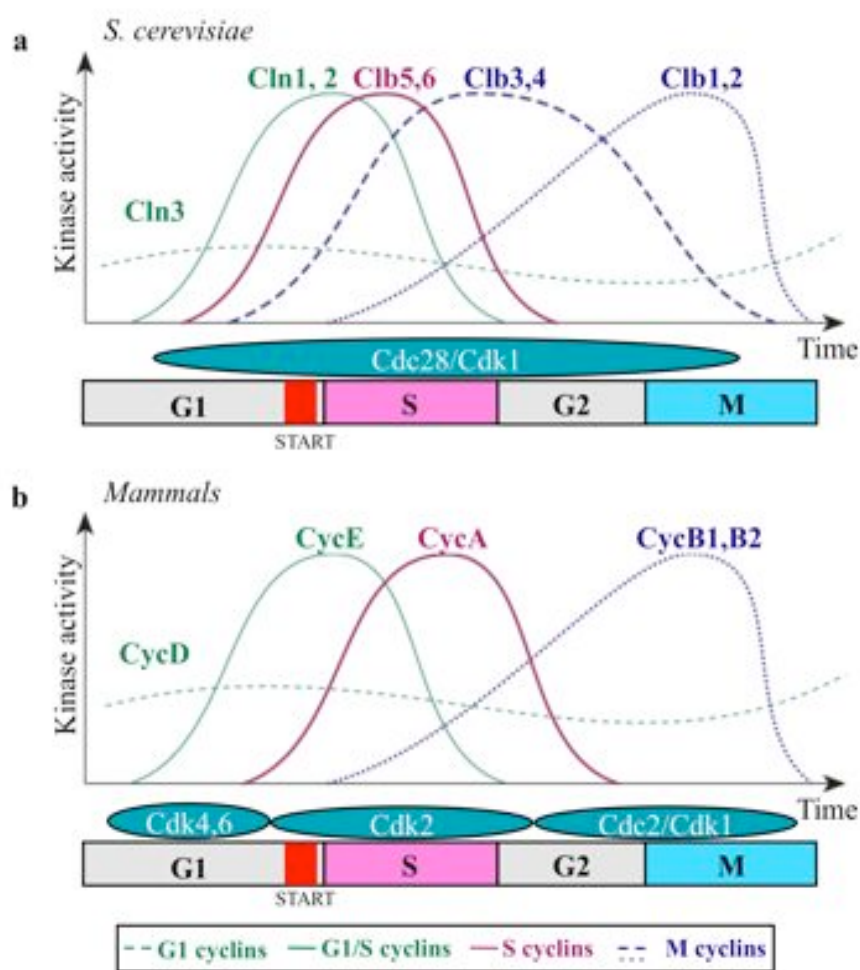 a
S. cerevisiae
Cln1, 2 Clb5,6 Clb3,4 Clb1,2
Kinase activity
Cln3
Time
Cdc28/Cdk1
G1 S G2 M
START
b
Mammals
CycE CycA CycB1,B2
Kinase activity
CycD
Time
Cdk4,6 Cdk2 Cdc2/Cdk1
G1 S G2 M
START
G1 cyclins G1/S cyclins S cyclins M cyclins